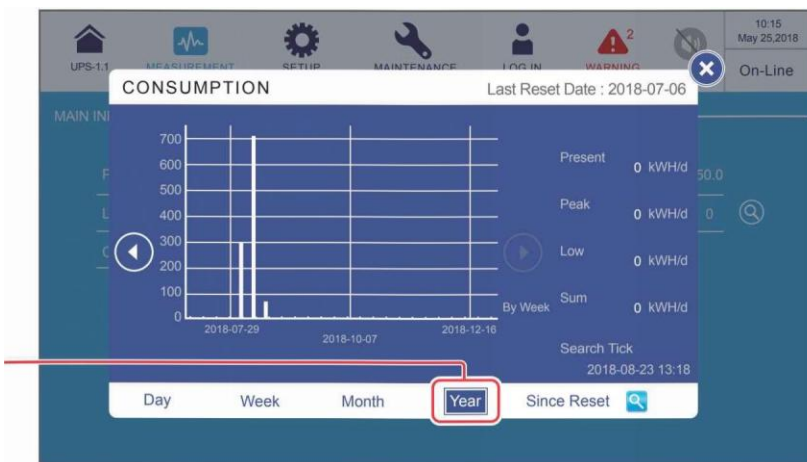 10:15
May 25,2018
2
UPS-1.1 MEASUREMENT SETUP MAINTENANCE LOG IN WARNING
On-Line
CONSUMPTION Last Reset Date : 2018-07-06
MAIN IN
700
600
500
400
300
200
100
0
2018-07-29 2018-10-07 2018-12-16
By Week
Present 0 kWH/d
50.0
Peak 0 kWH/d
0
Low 0 kWH/d
Sum 0 kWH/d
Search Tick
2018-08-23 13:18
Day Week Month Year Since Reset